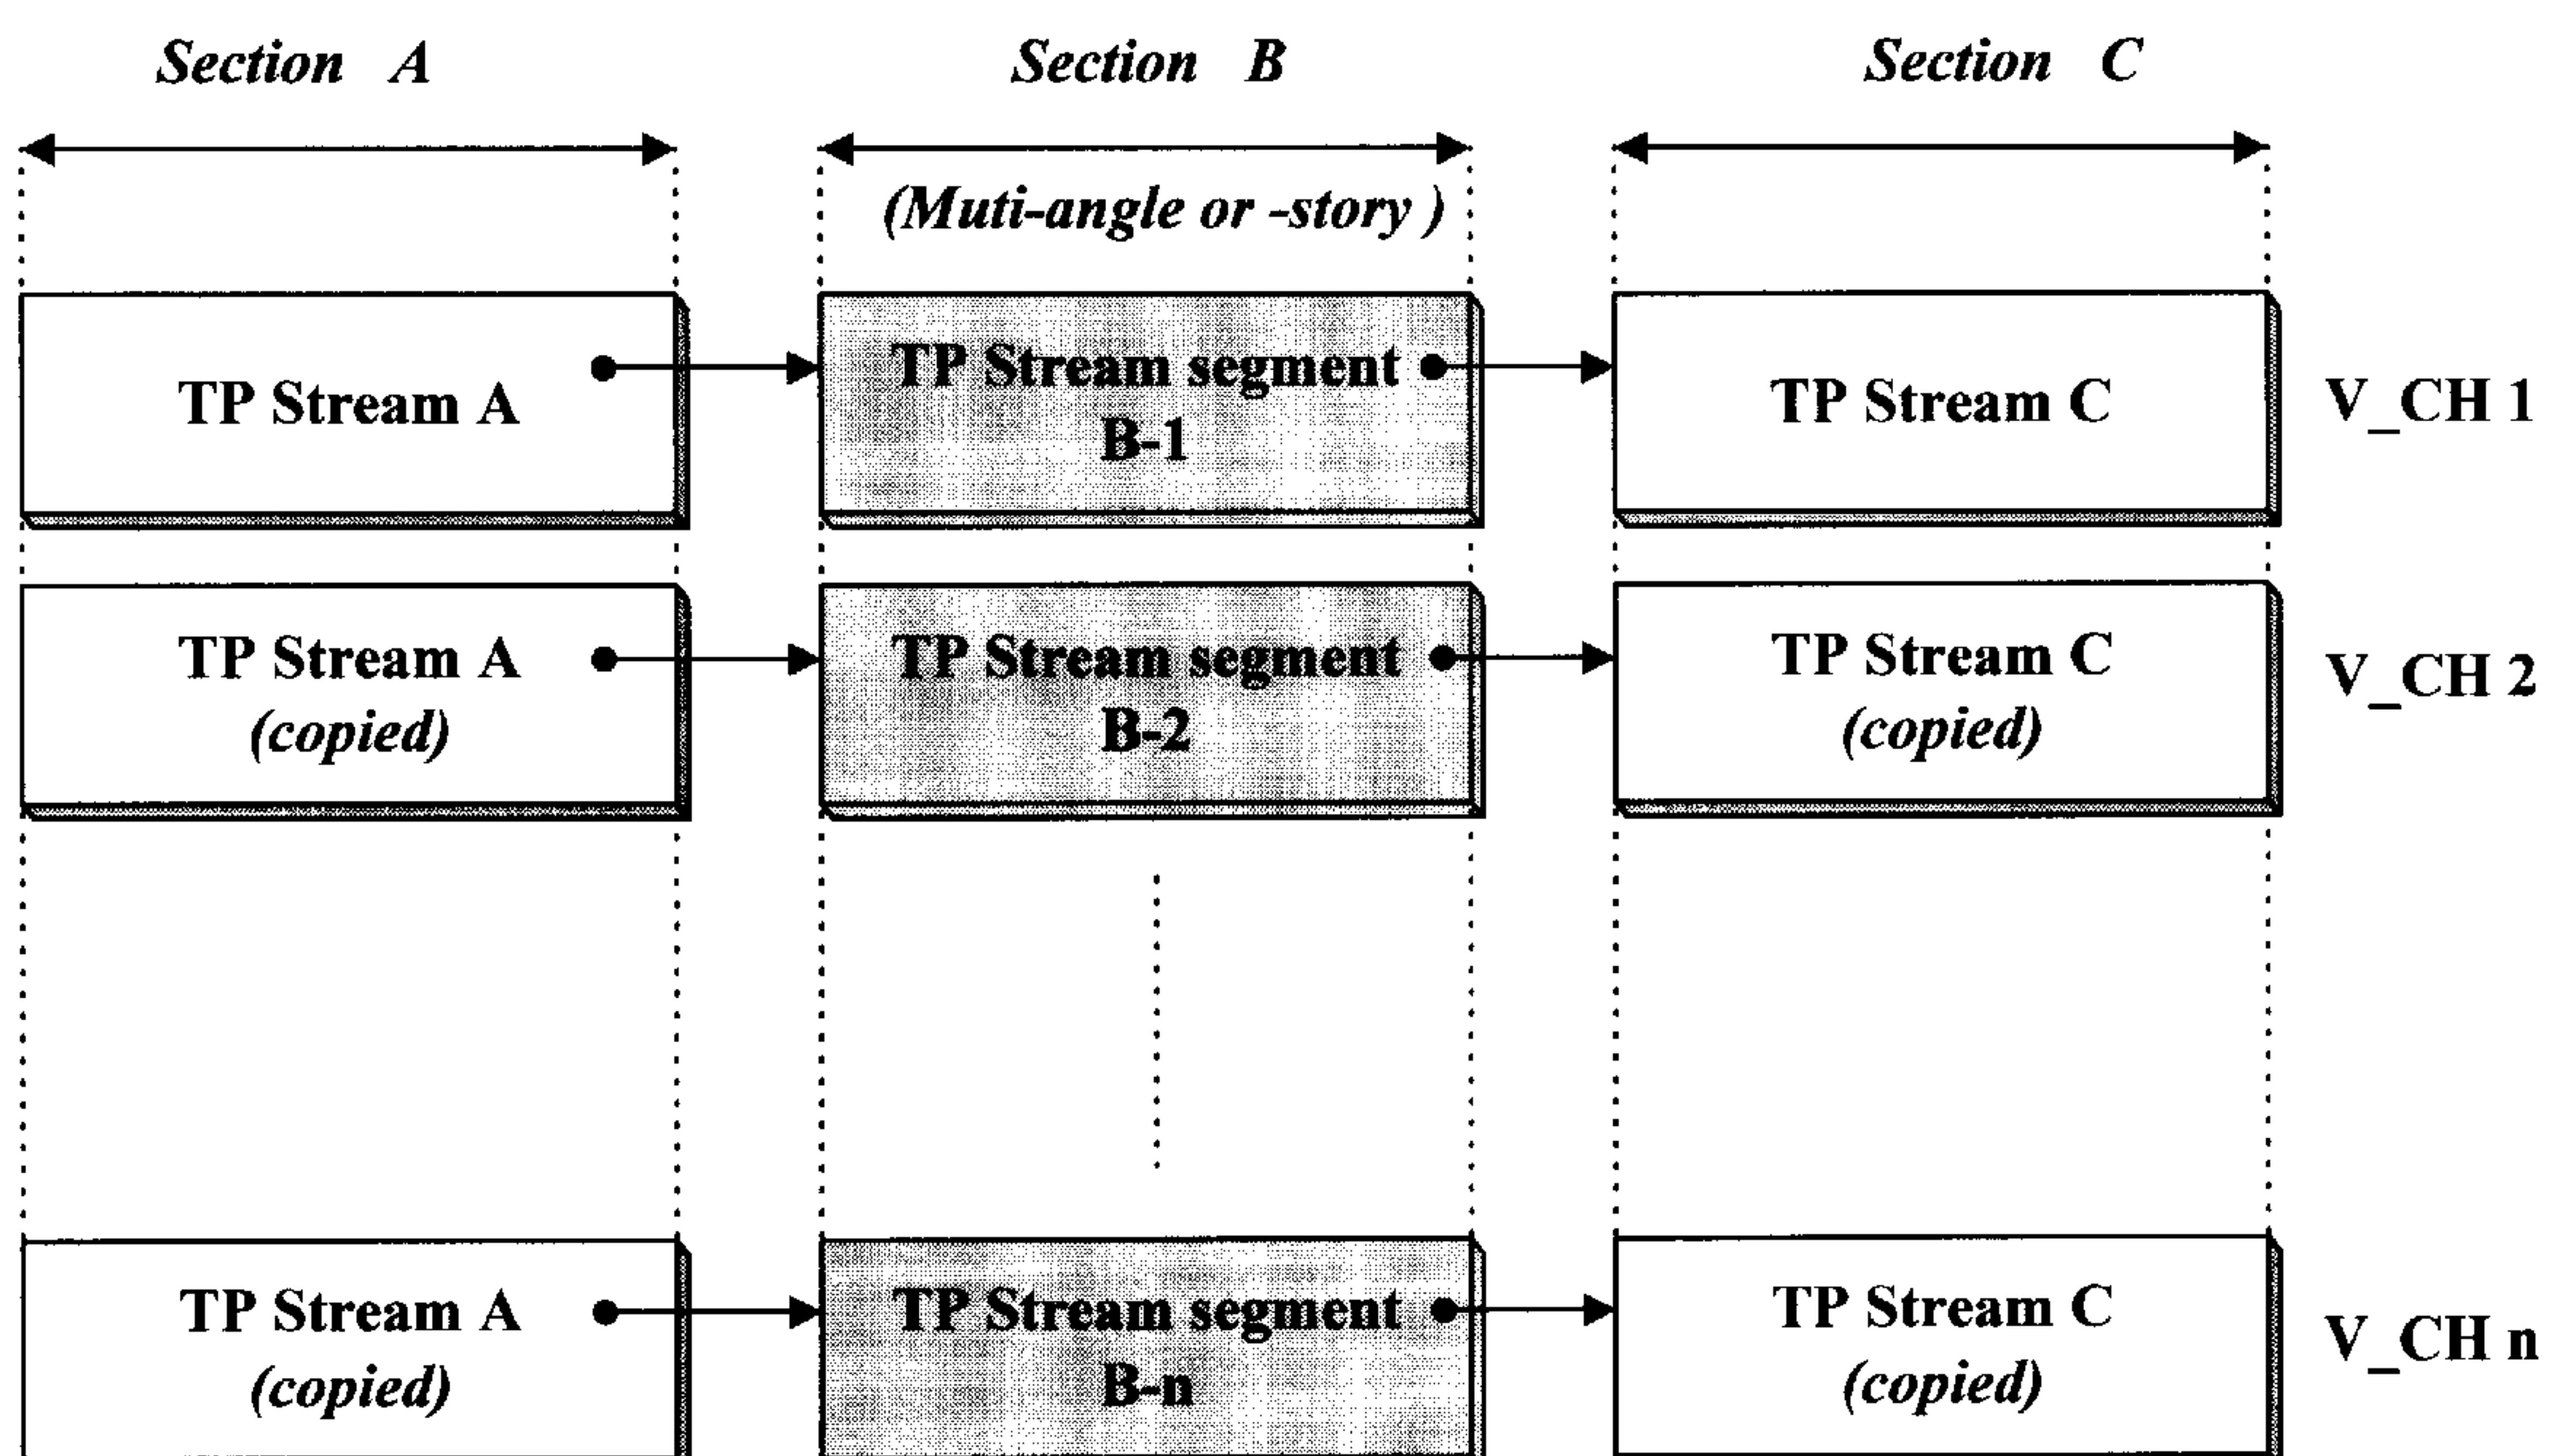 Section A
Section B
Section C
(Muti-angle or -story )
TP Stream A
TP Stream segment
B-1
TP Stream C
V_CH 1
TP Stream A
(copied)
TP Stream segment
B-2
TP Stream C
(copied)
V_CH 2
TP Stream A
(copied)
TP Stream segment
B-n
TP Stream C
(copied)
V_CH n